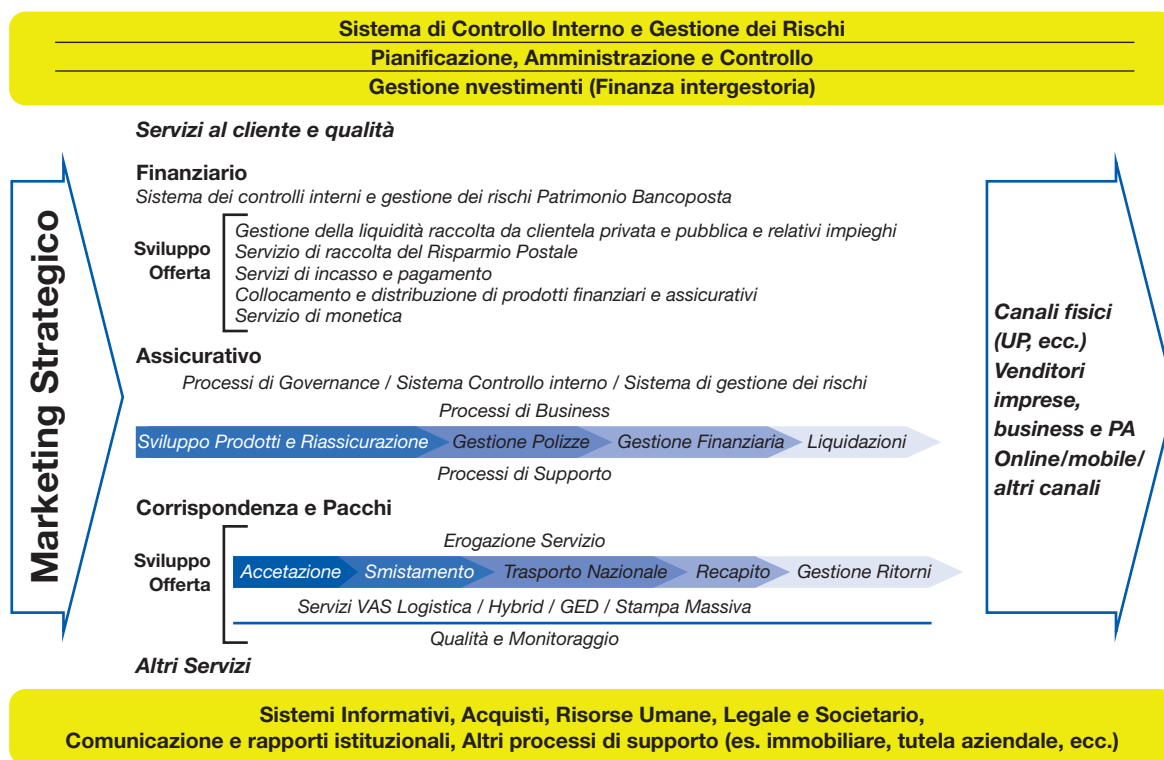 Sistema di Controllo Interno e Gestione dei Rischi
Pianificazione, Amministrazione e Controllo
Gestione nvestimenti (Finanza intergestoria)
Marketing Strategico
Servizi al cliente e qualità
Finanziario
Sistema dei controlli interni e gestione dei rischi Patrimonio Bancoposta
Sviluppo
Offerta
Gestione della liquidità raccolta da clientela privata e pubblica e relativi impieghi
Servizio di raccolta del Risparmio Postale
Servizi di incasso e pagamento
Collocamento e distribuzione di prodotti finanziari e assicurativi
Servizio di monetica
Assicurativo
Processi di Governance / Sistema Controllo interno / Sistema di gestione dei rischi
Processi di Business
Sviluppo Prodotti e Riassicurazione Gestione Polizze Gestione Finanziaria Liquidazioni
Processi di Supporto
Corrispondenza e Pacchi
Sviluppo
Offerta
Erogazione Servizio
Accetazione Smistamento Trasporto Nazionale Recapito Gestione Ritorni
Servizi VAS Logistica / Hybrid / GED / Stampa Massiva
Qualità e Monitoraggio
Altri Servizi
Canali fisici
(UP, ecc.)
Venditori
imprese,
business e PA
Online/mobile/
altri canali
Sistemi Informativi, Acquisti, Risorse Umane, Legale e Societario,
Comunicazione e rapporti istituzionali, Altri processi di supporto (es. immobiliare, tutela aziendale, ecc.)